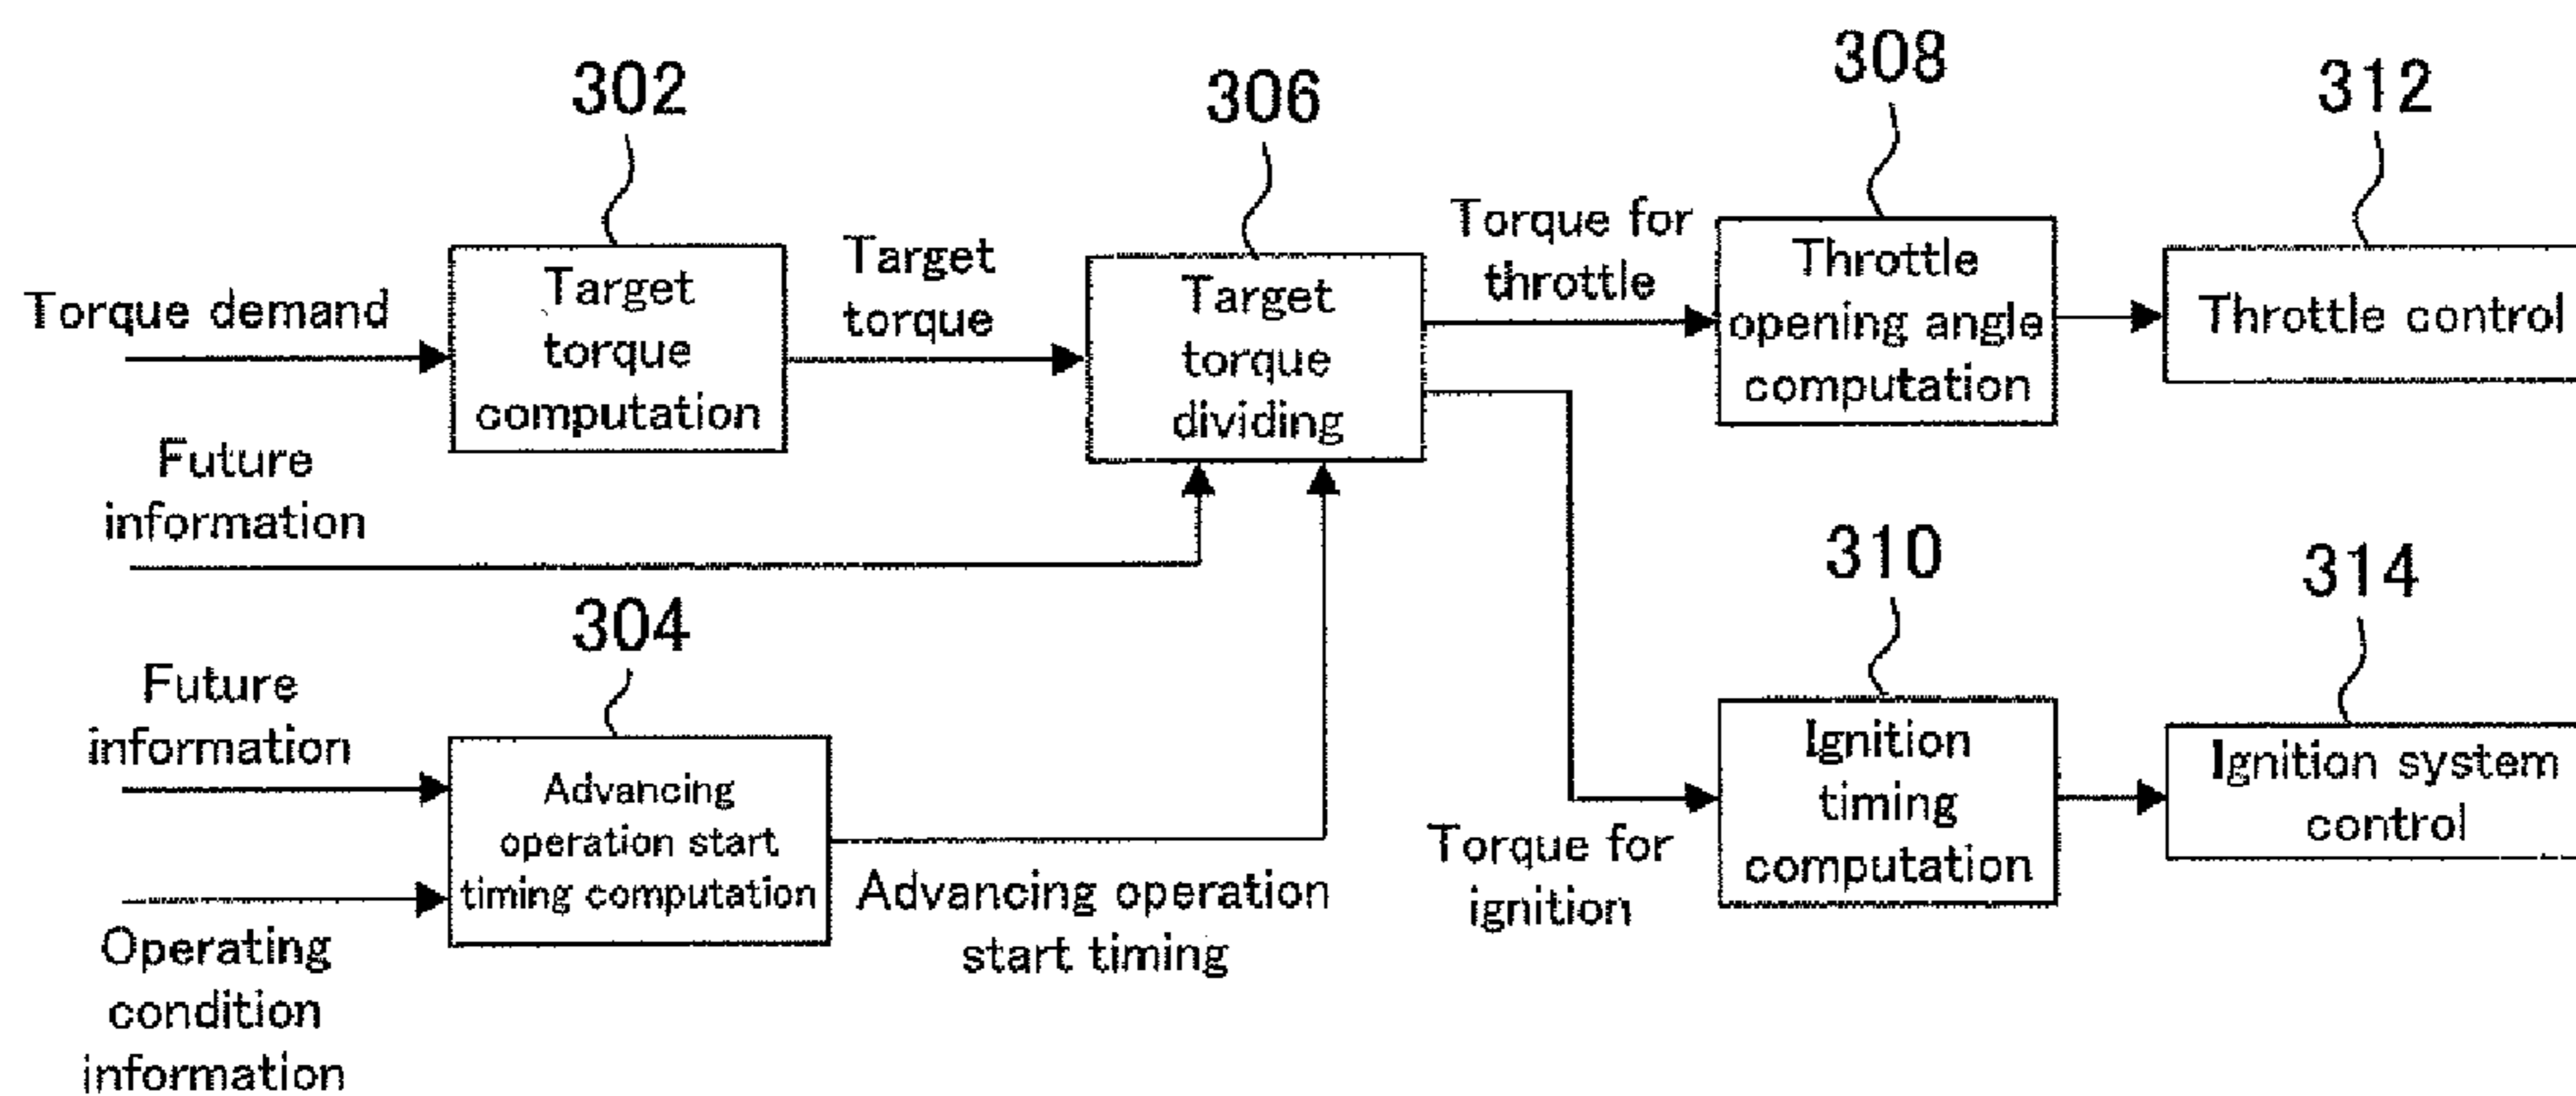 302
306
308
312
Torque demand
Target
torque
computation
Target
torque
Target
torque
dividing
Torque for
throttle
Throttle
opening angle
computation
Throttle control
Future
information
304
Future
information
Operating
condition
information
Advancing
operation start
timing computation
Advancing operation
start timing
310
314
Torque for
ignition
Ignition
timing
computation
Ignition system
control